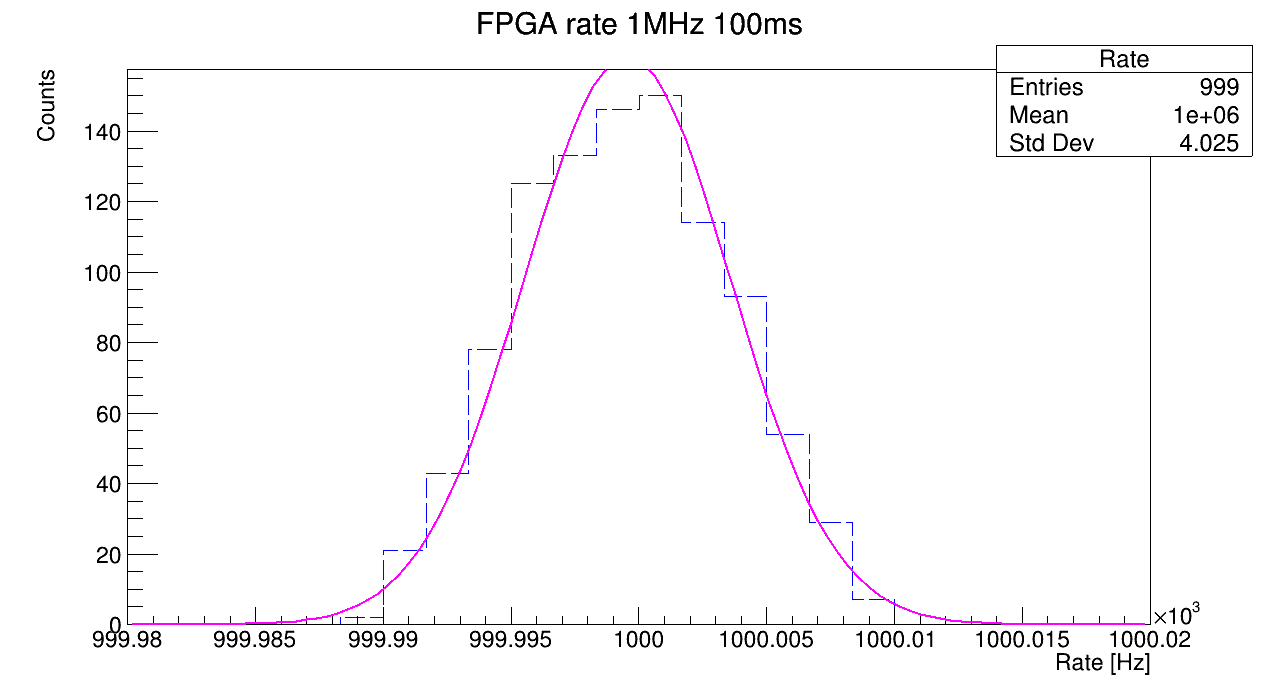 FPGA rate 1MHz 100ms
Rate
Entries 999
Mean 1e+06
Std Dev 4.025
Counts
140
120
100
80
60
40
20
0
999.98 999.985 999.99 999.995 1000 1000.005 1000.01 1000.015 1000.02
×10³
Rate [Hz]